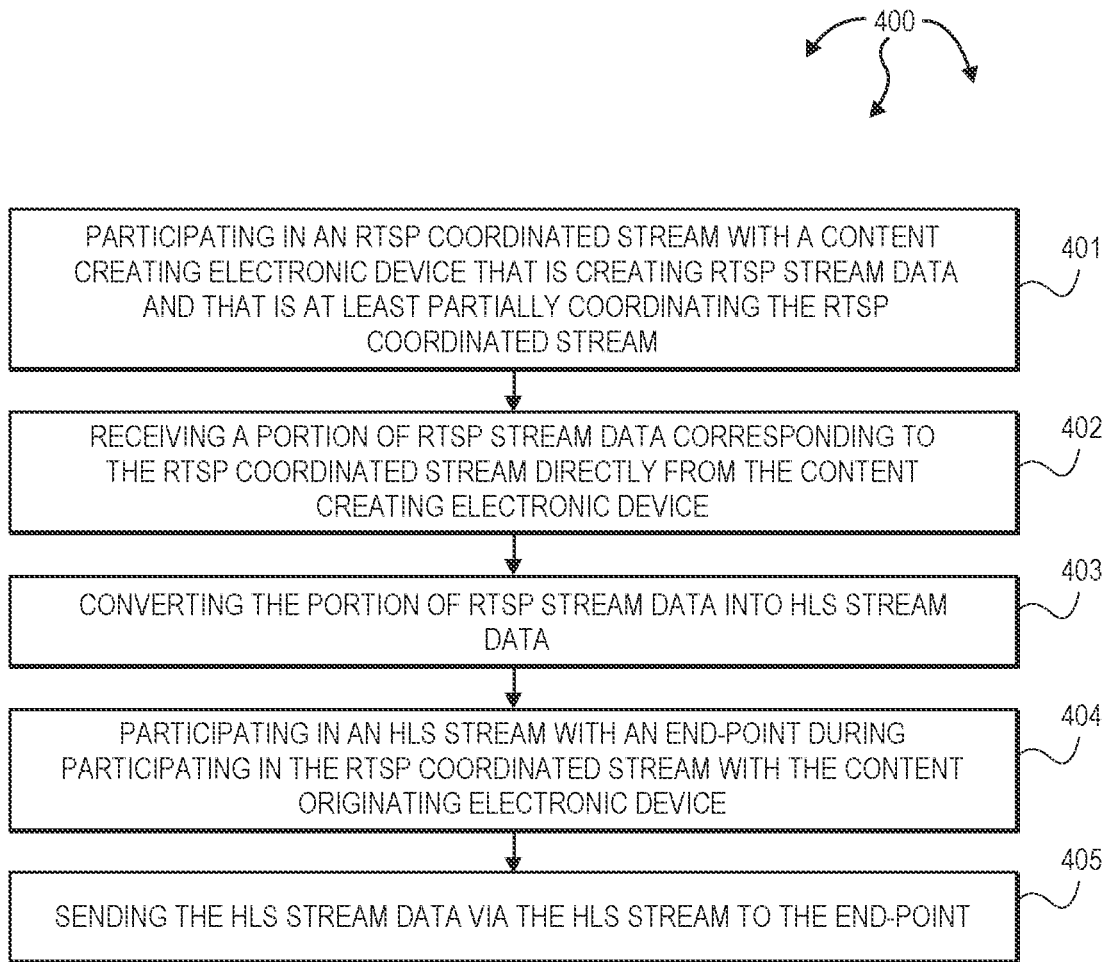 400
PARTICIPATING IN AN RTSP COORDINATED STREAM WITH A CONTENT
CREATING ELECTRONIC DEVICE THAT IS CREATING RTSP STREAM DATA
AND THAT IS AT LEAST PARTIALLY COORDINATING THE RTSP
COORDINATED STREAM
401
RECEIVING A PORTION OF RTSP STREAM DATA CORRESPONDING TO
THE RTSP COORDINATED STREAM DIRECTLY FROM THE CONTENT
CREATING ELECTRONIC DEVICE
402
CONVERTING THE PORTION OF RTSP STREAM DATA INTO HLS STREAM
DATA
403
PARTICIPATING IN AN HLS STREAM WITH AN END-POINT DURING
PARTICIPATING IN THE RTSP COORDINATED STREAM WITH THE CONTENT
ORIGINATING ELECTRONIC DEVICE
404
SENDING THE HLS STREAM DATA VIA THE HLS STREAM TO THE END-POINT
405